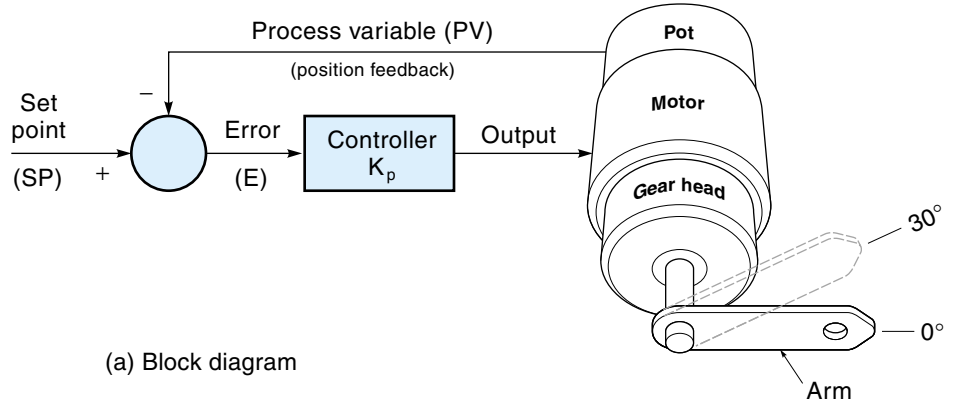 Process variable (PV)
(position feedback)
Pot
Motor
Gear head
Set
point
(SP)
+
−
Error
(E)
Controller
Kp
Output
30°
0°
Arm
(a) Block diagram